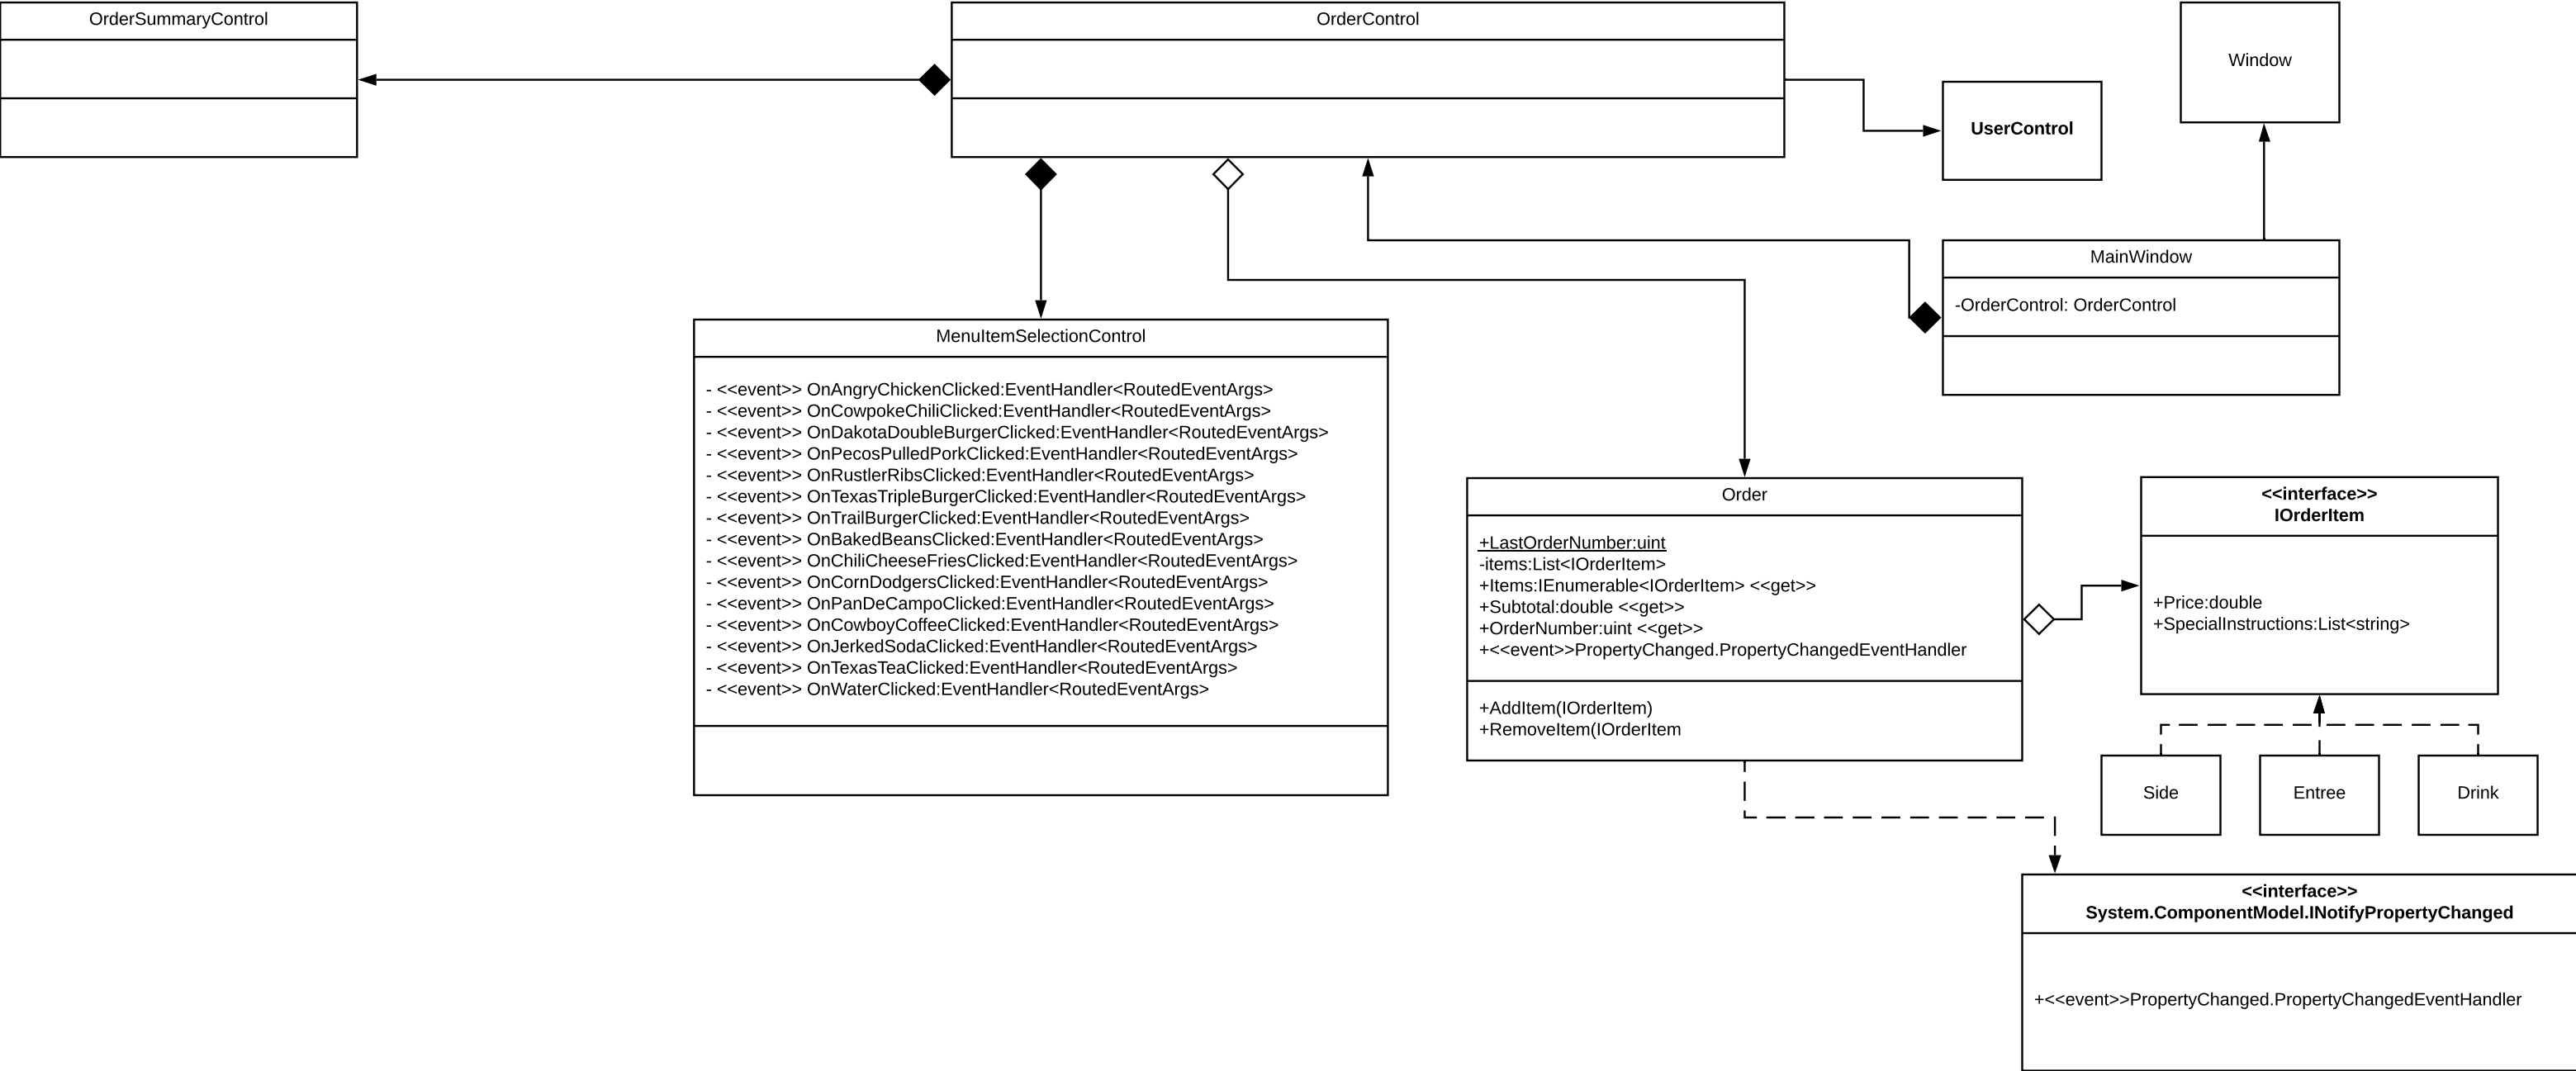 OrderSummaryControl
OrderControl
Window
UserControl
MainWindow
-OrderControl: OrderControl
MenuItemSelectionControl
- <<event>> OnAngryChickenClicked:EventHandler<RoutedEventArgs>
- <<event>> OnCowpokeChiliClicked:EventHandler<RoutedEventArgs>
- <<event>> OnDakotaDoubleBurgerClicked:EventHandler<RoutedEventArgs>
- <<event>> OnPecosPulledPorkClicked:EventHandler<RoutedEventArgs>
- <<event>> OnRustlerRibsClicked:EventHandler<RoutedEventArgs>
- <<event>> OnTexasTripleBurgerClicked:EventHandler<RoutedEventArgs>
- <<event>> OnTrailBurgerClicked:EventHandler<RoutedEventArgs>
- <<event>> OnBakedBeansClicked:EventHandler<RoutedEventArgs>
- <<event>> OnChiliCheeseFriesClicked:EventHandler<RoutedEventArgs>
- <<event>> OnCornDodgersClicked:EventHandler<RoutedEventArgs>
- <<event>> OnPanDeCampoClicked:EventHandler<RoutedEventArgs>
- <<event>> OnCowboyCoffeeClicked:EventHandler<RoutedEventArgs>
- <<event>> OnJerkedSodaClicked:EventHandler<RoutedEventArgs>
- <<event>> OnTexasTeaClicked:EventHandler<RoutedEventArgs>
- <<event>> OnWaterClicked:EventHandler<RoutedEventArgs>
Order
+LastOrderNumber:uint
-items:List<IOrderItem>
+Items:IEnumerable<IOrderItem> <<get>>
+Subtotal:double <<get>>
+OrderNumber:uint <<get>>
+<<event>>PropertyChanged.PropertyChangedEventHandler
+AddItem(IOrderItem)
+RemoveItem(IOrderItem
<<interface>>
IOrderItem
+Price:double
+SpecialInstructions:List<string>
Side
Entree
Drink
<<interface>>
System.ComponentModel.INotifyPropertyChanged
+<<event>>PropertyChanged.PropertyChangedEventHandler